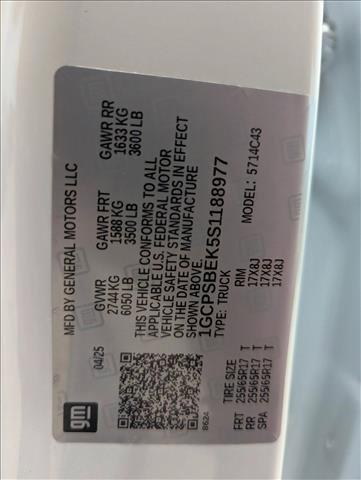 gm
MFD BY GENERAL MOTORS LLC
04/25
GVWR
2744 KG
6050 LB
GAWR FRT
1588 KG
3500 LB
GAWR RR
1633 KG
3600 LB
THIS VEHICLE CONFORMS TO ALL
APPLICABLE U.S. FEDERAL MOTOR
VEHICLE SAFETY STANDARDS IN EFFECT
ON THE DATE OF MANUFACTURE
SHOWN ABOVE.
1GCPSBEK5S1188977
TYPE: TRUCK
MODEL: 5714C43
8624
TIRE SIZE RIM
FRT 255/65R17 T 17X8J
RR 255/65R17 T 17X8J
SPA 255/65R17 T 17X8J